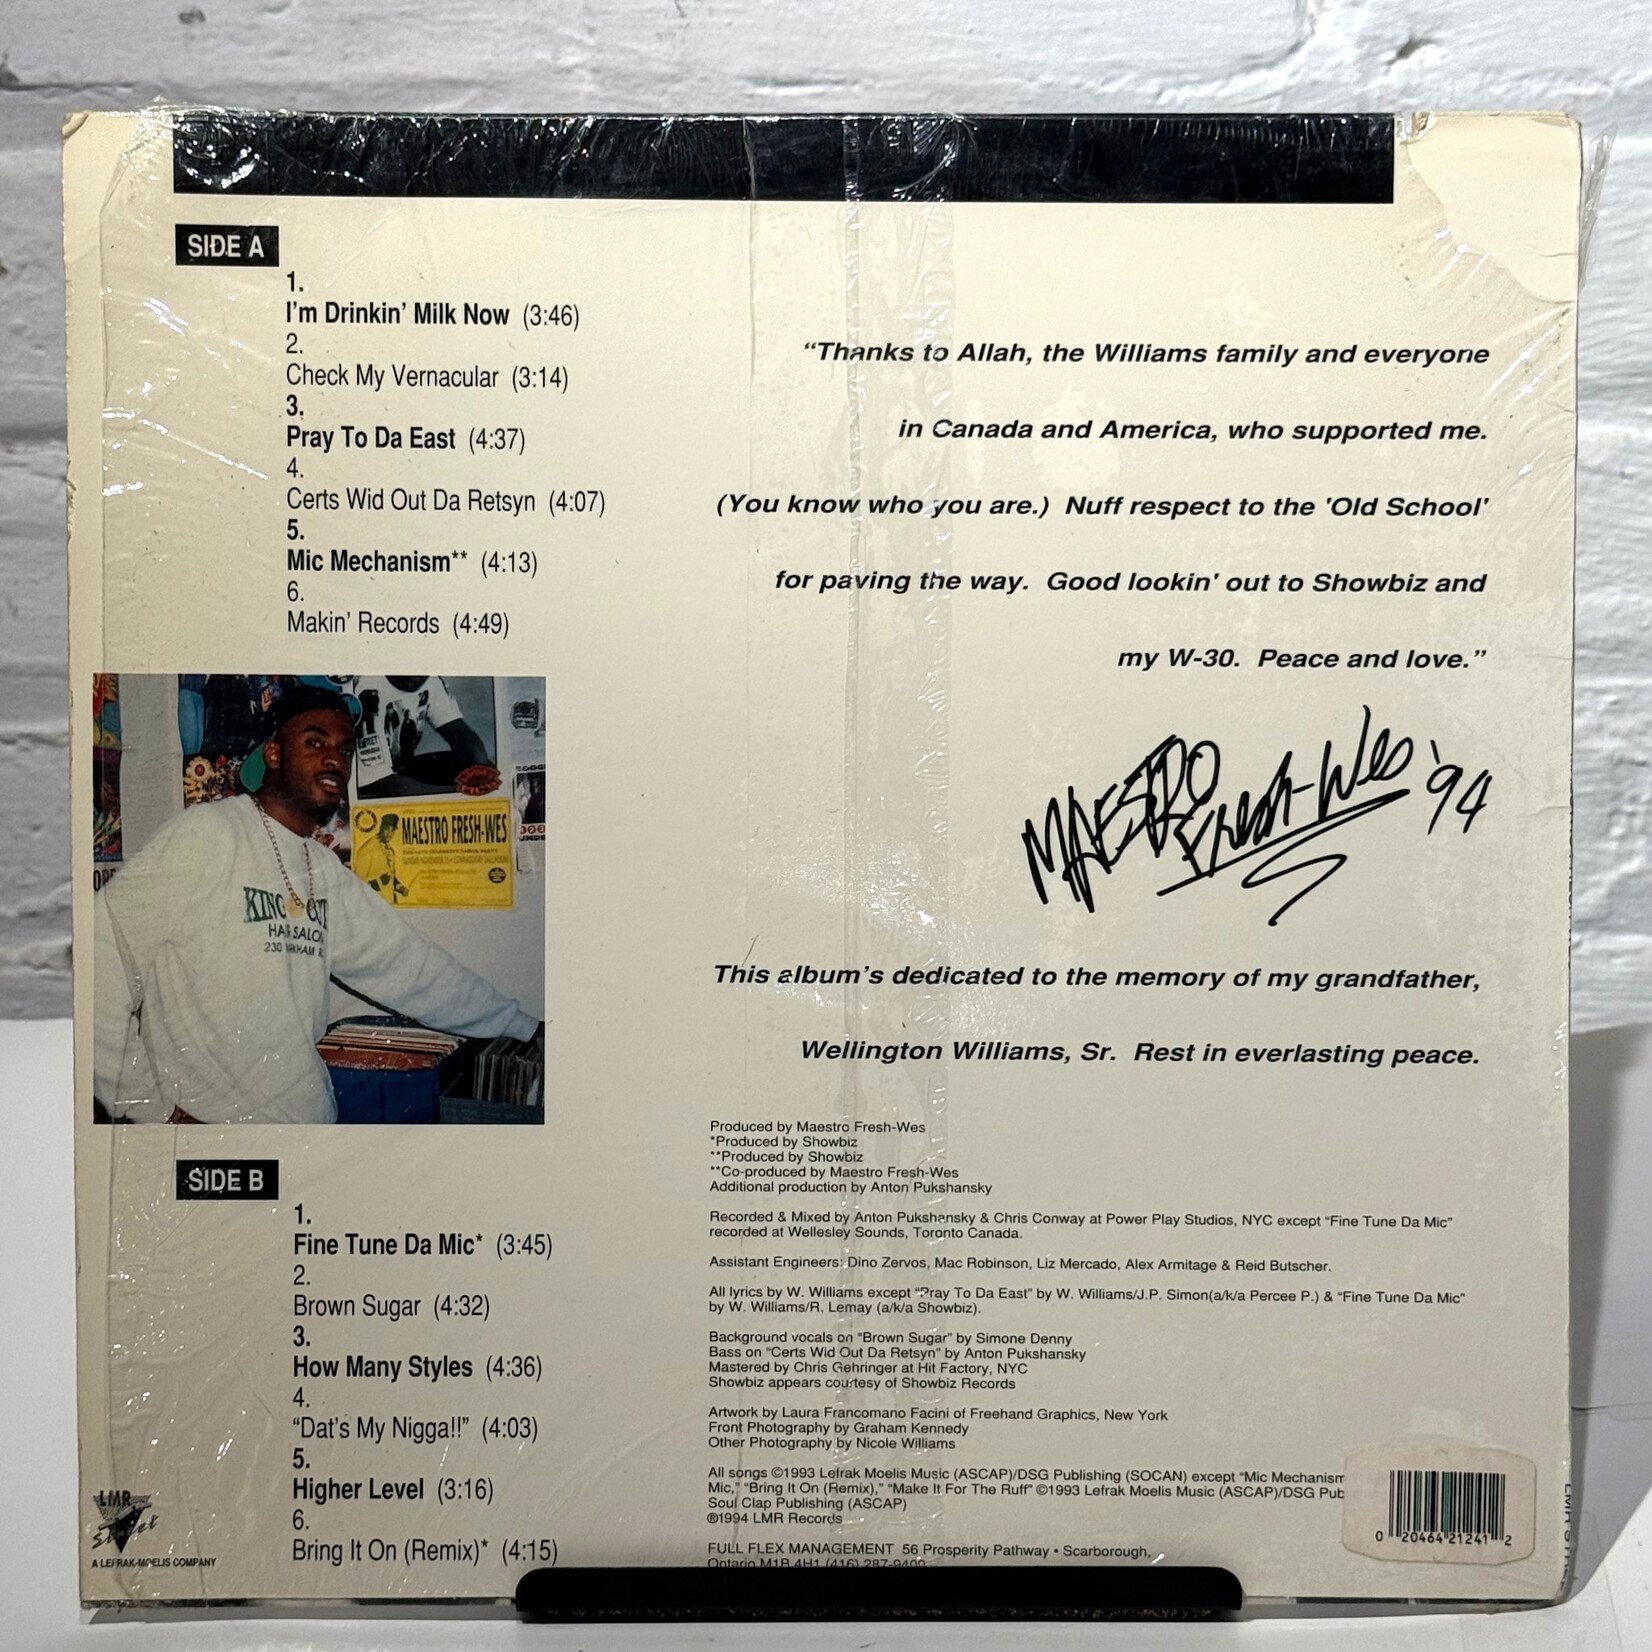 SIDE A
1.
I'm Drinkin' Milk Now (3:46)
2.
Check My Vernacular (3:14)
3.
Pray To Da East (4:37)
4.
Certs Wid Out Da Retsyn (4:07)
5.
Mic Mechanism** (4:13)
6.
Makin' Records (4:49)
"Thanks to Allah, the Williams family and everyone
in Canada and America, who supported me.
(You know who you are.) Nuff respect to the 'Old School'
for paving the way. Good lookin' out to Showbiz and
my W-30. Peace and love."
MAESTRO Fresh-Wes '94
MAESTRO FRESH-WES
KING CUT
HAIR SALON
230
This album's dedicated to the memory of my grandfather,
Wellington Williams, Sr. Rest in everlasting peace.
SIDE B
1.
Fine Tune Da Mic* (3:45)
2.
Brown Sugar (4:32)
3.
How Many Styles (4:36)
4.
"Dat's My Nigga!!" (4:03)
5.
Higher Level (3:16)
6.
Bring It On (Remix)* (4:15)
Produced by Maestro Fresh-Wes
*Produced by Showbiz
**Produced by Showbiz
**Co-produced by Maestro Fresh-Wes
Additional production by Anton Pukshansky
Recorded & Mixed by Anton Pukshansky & Chris Conway at Power Play Studios, NYC except "Fine Tune Da Mic"
recorded at Wellesley Sounds, Toronto Canada.
Assistant Engineers: Dino Zervos, Mac Robinson, Liz Mercado, Alex Armitage & Reid Butscher.
All lyrics by W. Williams except "Pray To Da East" by W. Williams/J.P. Simon(a/k/a Percee P.) & "Fine Tune Da Mic"
by W. Williams/R. Lemay (a/k/a Showbiz).
Background vocals on "Brown Sugar" by Simone Denny
Bass on "Certs Wid Out Da Retsyn" by Anton Pukshansky
Mastered by Chris Gehringer at Hit Factory, NYC
Showbiz appears courtesy of Showbiz Records
Artwork by Laura Francomano Facini of Freehand Graphics, New York
Front Photography by Graham Kennedy
Other Photography by Nicole Williams
All songs ©1993 Lefrak Moelis Music (ASCAP)/DSG Publishing (SOCAN) except "Mic Mechanism
Mic," "Bring It On (Remix)," "Make It For The Ruff" ©1993 Lefrak Moelis Music (ASCAP)/DSG Pub
Soul Clap Publishing (ASCAP)
℗1994 LMR Records
FULL FLEX MANAGEMENT 56 Prosperity Pathway • Scarborough,
Ontario M1B 4H1 (416) 287-9400
LMR
Street
A LEFRAK-MOELIS COMPANY
0 20464 21241 2